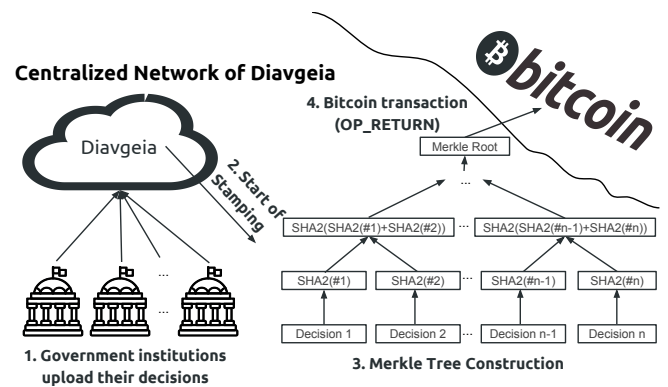 Centralized Network of Diavgeia
Diavgeia
bitcoin
4. Bitcoin transaction
(OP_RETURN)
Merkle Root
2. Start of
Stamping
...
SHA2(SHA2(#1)+SHA2(#2))
...
SHA2(SHA2(#n-1)+SHA2(#n))
SHA2(#1)
SHA2(#2)
SHA2(#n-1)
SHA2(#n)
...
...
Decision 1
Decision 2
...
Decision n-1
Decision n
1. Government institutions
upload their decisions
3. Merkle Tree Construction